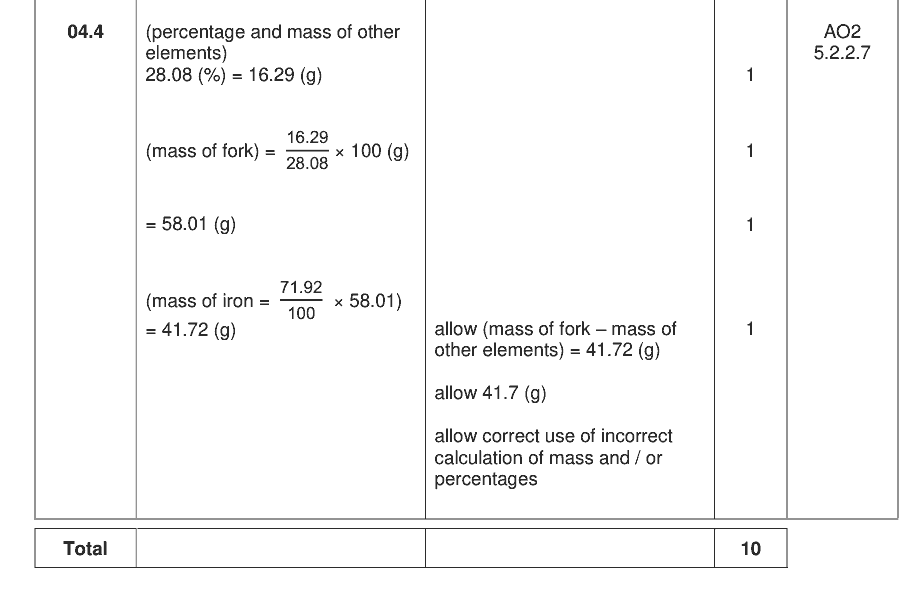 04.4
(percentage and mass of other
elements)
28.08 (%) = 16.29 (g)
1
AO2
5.2.2.7
(mass of fork) = 16.29/28.08 × 100 (g)
1
= 58.01 (g)
1
(mass of iron = 71.92/100 × 58.01)
= 41.72 (g)
allow (mass of fork – mass of
other elements) = 41.72 (g)
1
allow 41.7 (g)
allow correct use of incorrect
calculation of mass and / or
percentages
Total
10